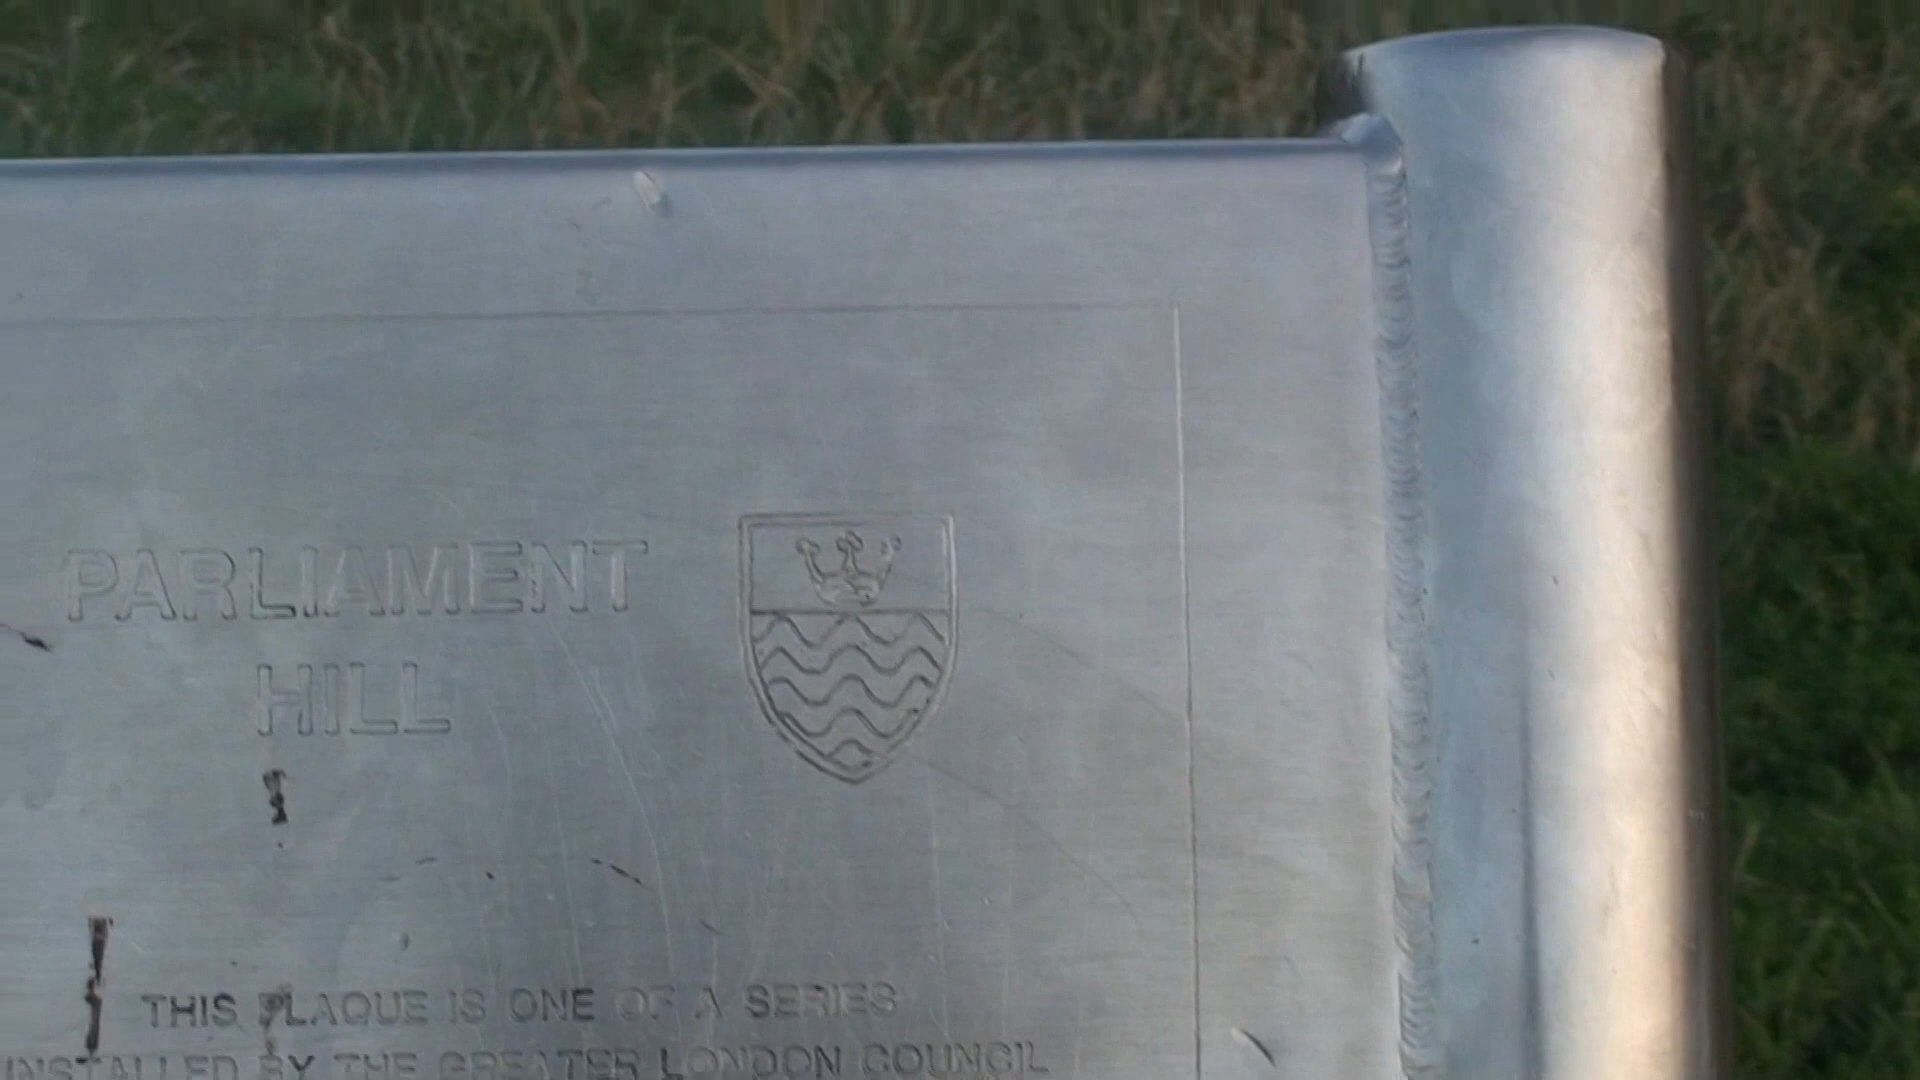 PARLIAMENT
HILL
THIS PLAQUE IS ONE OF A SERIES
INSTALLED BY THE GREATER LONDON COUNCIL